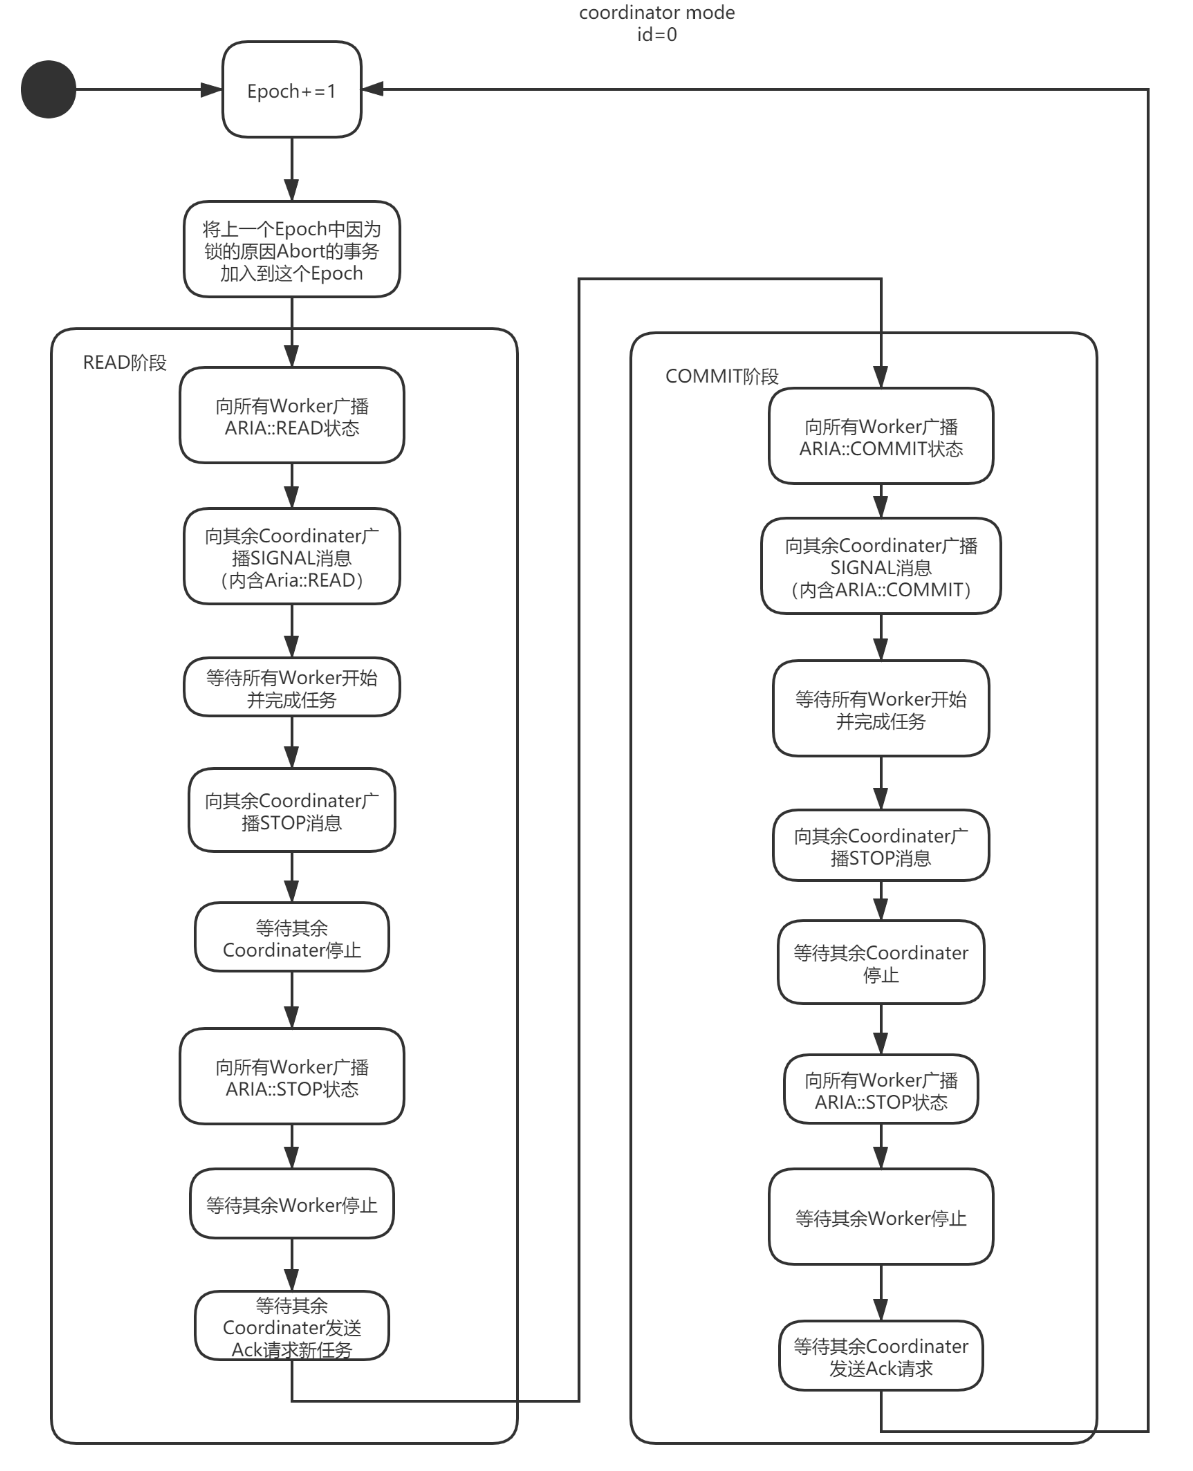 coordinator mode
id=0
Epoch+=1
将上一个Epoch中因为
锁的原因Abort的事务
加入到这个Epoch
READ阶段
向所有Worker广播
ARIA::READ状态
向其余Coordinater广
播SIGNAL消息
（内含Aria::READ）
等待所有Worker开始
并完成任务
向其余Coordinater广
播STOP消息
等待其余
Coordinater停止
向所有Worker广播
ARIA::STOP状态
等待其余Worker停止
等待其余
Coordinater发送
Ack请求新任务
COMMIT阶段
向所有Worker广播
ARIA::COMMIT状态
向其余Coordinater广播
SIGNAL消息
（内含ARIA::COMMIT）
等待所有Worker开始
并完成任务
向其余Coordinater广
播STOP消息
等待其余Coordinater
停止
向所有Worker广播
ARIA::STOP状态
等待其余Worker停止
等待其余Coordinater
发送Ack请求